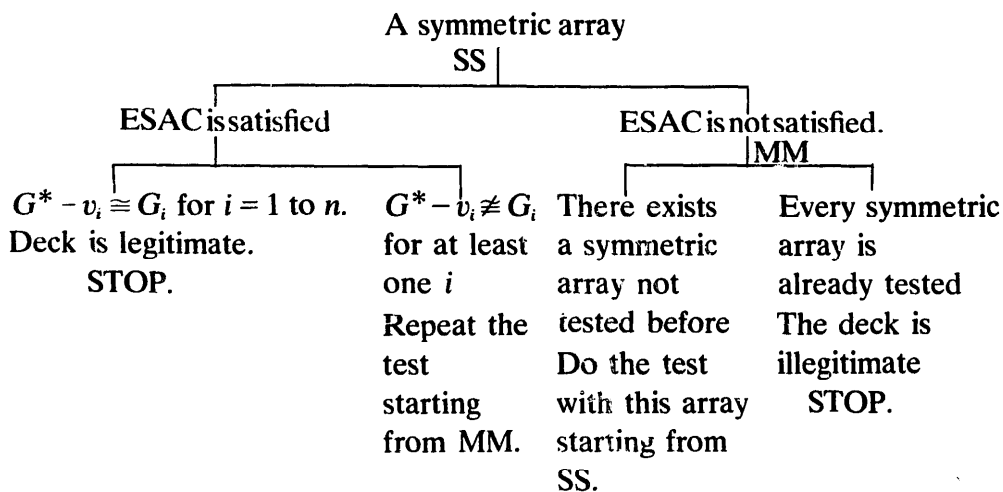 A symmetric array
SS
ESAC is satisfied
ESAC is not satisfied.
MM
G* − vᵢ ≅ Gᵢ for i = 1 to n.
Deck is legitimate.
STOP.
G* − vᵢ ≇ Gᵢ
for at least
one i
Repeat the
test
starting
from MM.
There exists
a symmetric
array not
tested before
Do the test
with this array
starting from
SS.
Every symmetric
array is
already tested
The deck is
illegitimate
STOP.